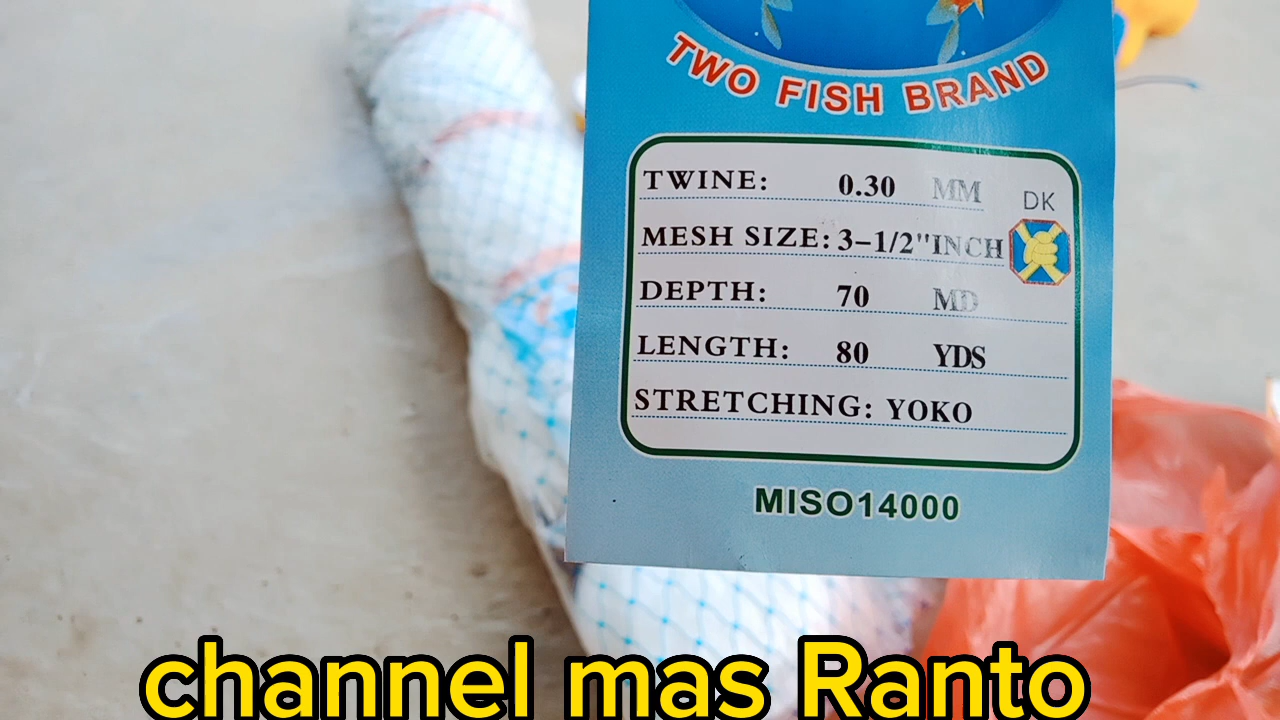 TWO FISH BRAND
TWINE: 0.30 MM
DK
MESH SIZE: 3-1/2"INCH
DEPTH: 70 MD
LENGTH: 80 YDS
STRETCHING: YOKO
MISO14000
channel mas Ranto